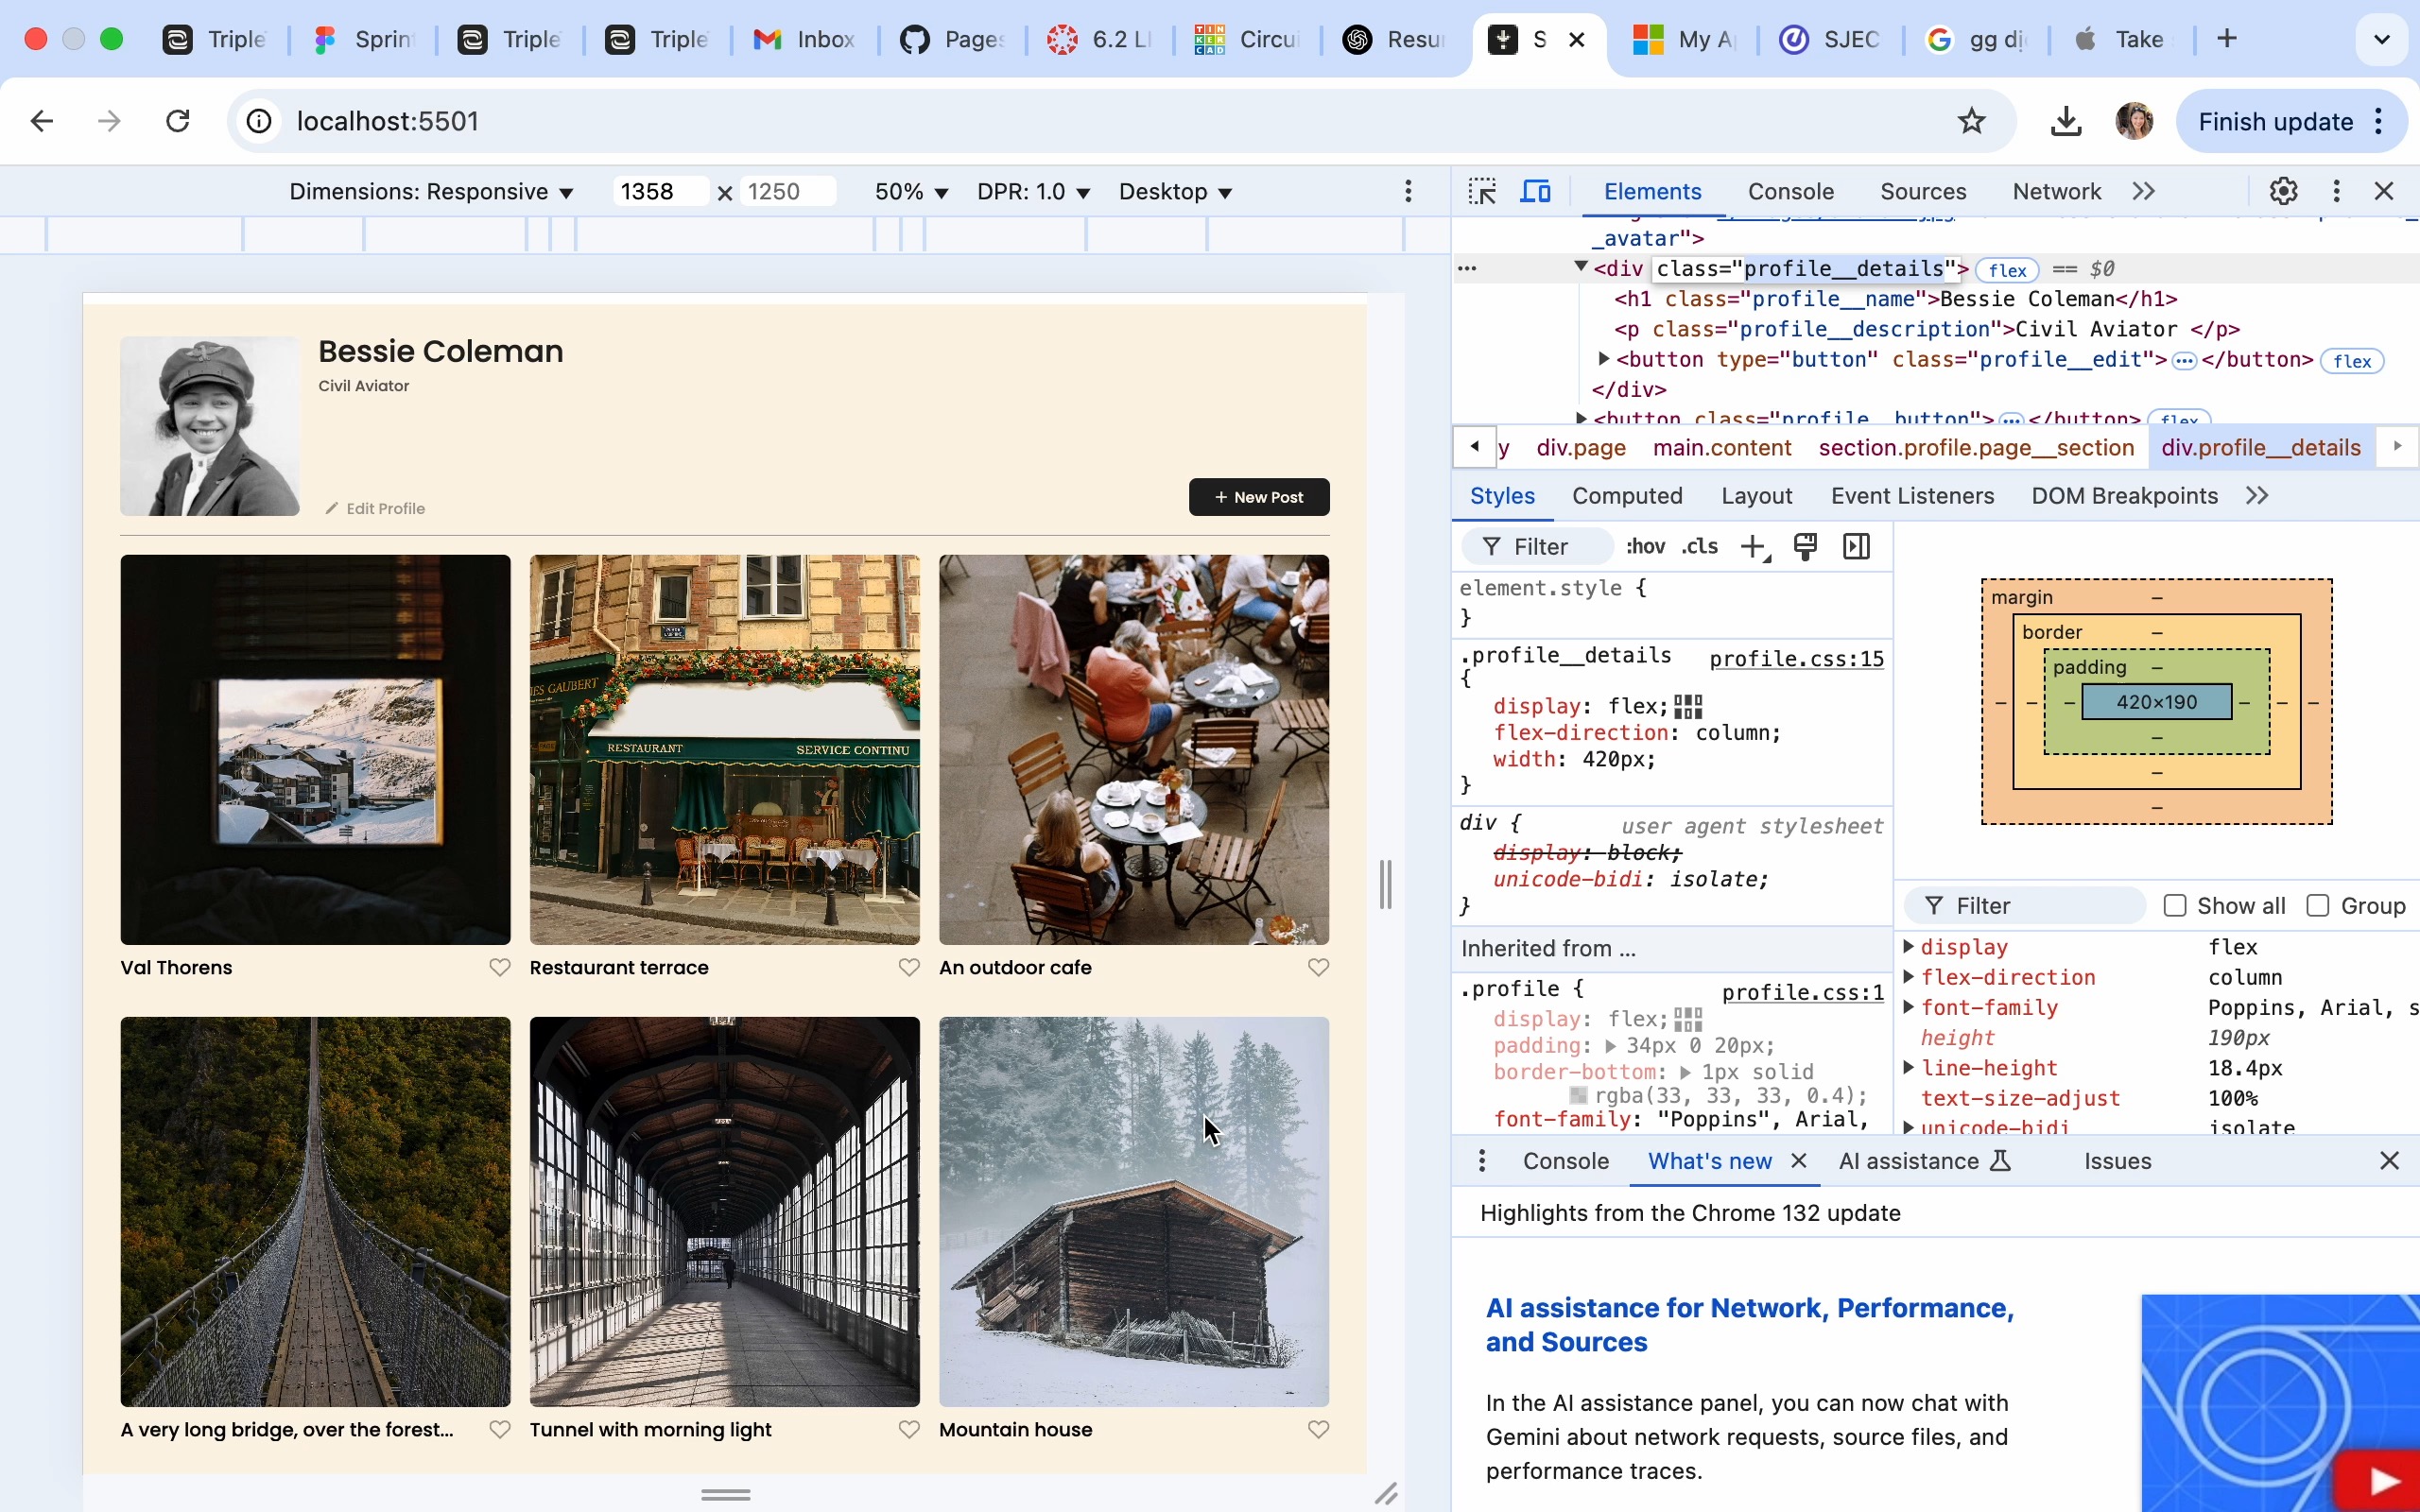 Triple
Sprin
Triple
Triple
Inbox
Pages
6.2 LI
Circui
Resu
S
My A
SJEC
gg dị
Take
localhost:5501
Finish update
Dimensions: Responsive
1358
×
1250
50%
DPR: 1.0
Desktop
Elements
Console
Sources
Network
_avatar">
<div class="profile__details"> flex == $0
<h1 class="profile__name">Bessie Coleman</h1>
<p class="profile__description">Civil Aviator </p>
<button type="button" class="profile__edit"> ••• </button> flex
</div>
<button class="profile__button"> ••• </button> flex
y div.page main.content section.profile.page__section div.profile__details
Styles
Computed
Layout
Event Listeners
DOM Breakpoints
Filter
:hov .cls
element.style {
}
.profile__details profile.css:15
{
display: flex;
flex-direction: column;
width: 420px;
}
div { user agent stylesheet
display: block;
unicode-bidi: isolate;
}
Inherited from ...
.profile { profile.css:1
display: flex;
padding: 34px 0 20px;
border-bottom: 1px solid
rgba(33, 33, 33, 0.4);
font-family: "Poppins", Arial,
margin –
border –
padding –
– – – 420×190 – – –
–
–
–
Filter
Show all
Group
display flex
flex-direction column
font-family Poppins, Arial, s
height 190px
line-height 18.4px
text-size-adjust 100%
unicode-bidi isolate
Console
What's new
AI assistance
Issues
Highlights from the Chrome 132 update
AI assistance for Network, Performance,
and Sources
In the AI assistance panel, you can now chat with
Gemini about network requests, source files, and
performance traces.
Bessie Coleman
Civil Aviator
Edit Profile
+ New Post
IES GAUBERT
RESTAURANT
SERVICE CONTINU
Val Thorens
Restaurant terrace
An outdoor cafe
A very long bridge, over the forest...
Tunnel with morning light
Mountain house